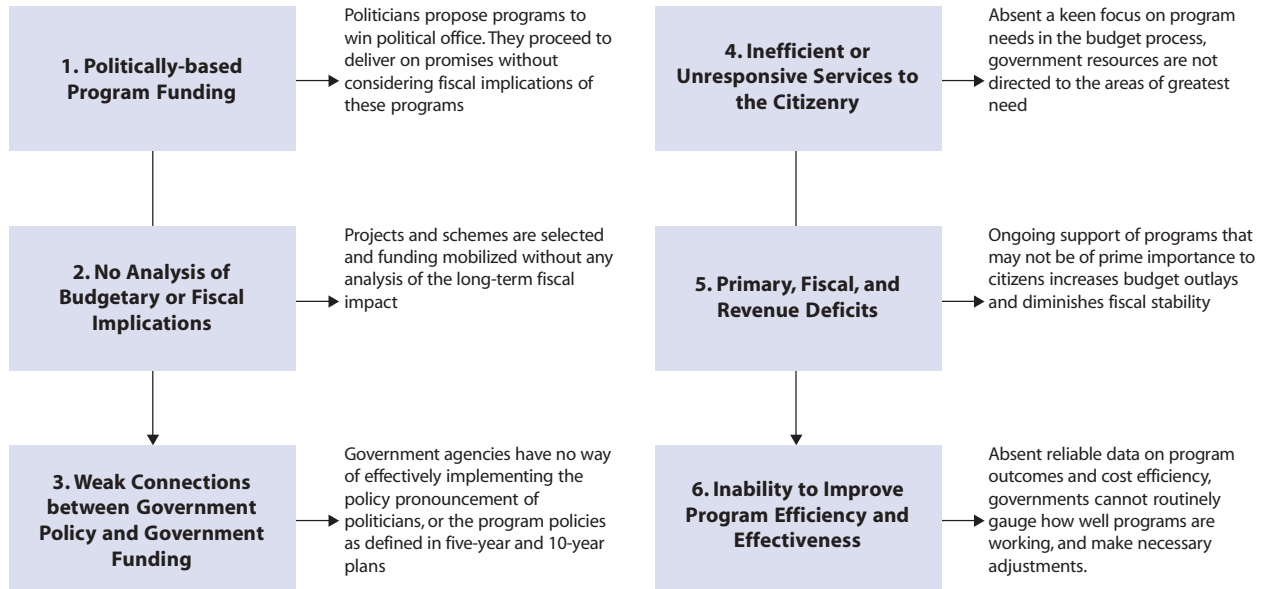 1. Politically-based
Program Funding
Politicians propose programs to
win political office. They proceed to
deliver on promises without
considering fiscal implications of
these programs
2. No Analysis of
Budgetary or Fiscal
Implications
Projects and schemes are selected
and funding mobilized without any
analysis of the long-term fiscal
impact
3. Weak Connections
between Government
Policy and Government
Funding
Government agencies have no way
of effectively implementing the
policy pronouncement of
politicians, or the program policies
as defined in five-year and 10-year
plans
4. Inefficient or
Unresponsive Services to
the Citizenry
Absent a keen focus on program
needs in the budget process,
government resources are not
directed to the areas of greatest
need
5. Primary, Fiscal, and
Revenue Deficits
Ongoing support of programs that
may not be of prime importance to
citizens increases budget outlays
and diminishes fiscal stability
6. Inability to Improve
Program Efficiency and
Effectiveness
Absent reliable data on program
outcomes and cost efficiency,
governments cannot routinely
gauge how well programs are
working, and make necessary
adjustments.